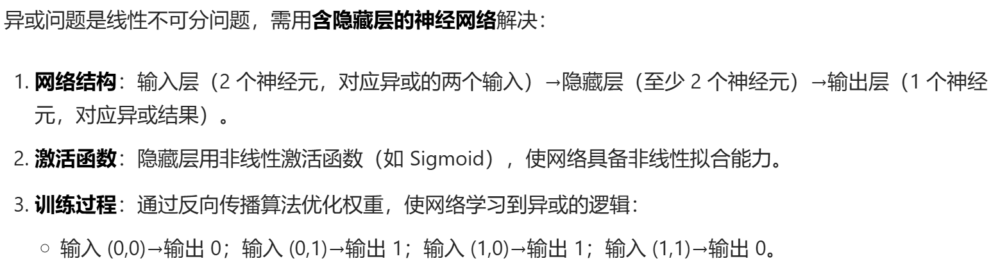 异或问题是线性不可分问题，需用含隐藏层的神经网络解决：
1. 网络结构：输入层（2 个神经元，对应异或的两个输入）→隐藏层（至少 2 个神经元）→输出层（1 个神经
元，对应异或结果）。
2. 激活函数：隐藏层用非线性激活函数（如 Sigmoid），使网络具备非线性拟合能力。
3. 训练过程：通过反向传播算法优化权重，使网络学习到异或的逻辑：
○ 输入 (0,0)→输出 0；输入 (0,1)→输出 1；输入 (1,0)→输出 1；输入 (1,1)→输出 0。